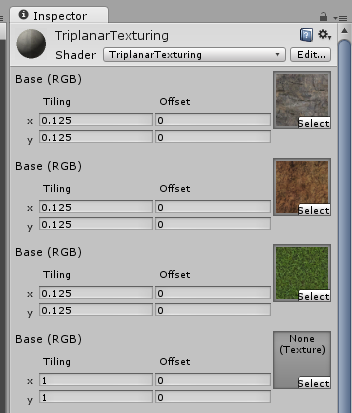 Inspector
TriplanarTexturing
Shader TriplanarTexturing Edit...
Base (RGB)
Tiling Offset
x 0.125 0
y 0.125 0
Select
Base (RGB)
Tiling Offset
x 0.125 0
y 0.125 0
Select
Base (RGB)
Tiling Offset
x 0.125 0
y 0.125 0
Select
Base (RGB)
None
(Texture)
Tiling Offset
x 1 0
y 1 0
Select